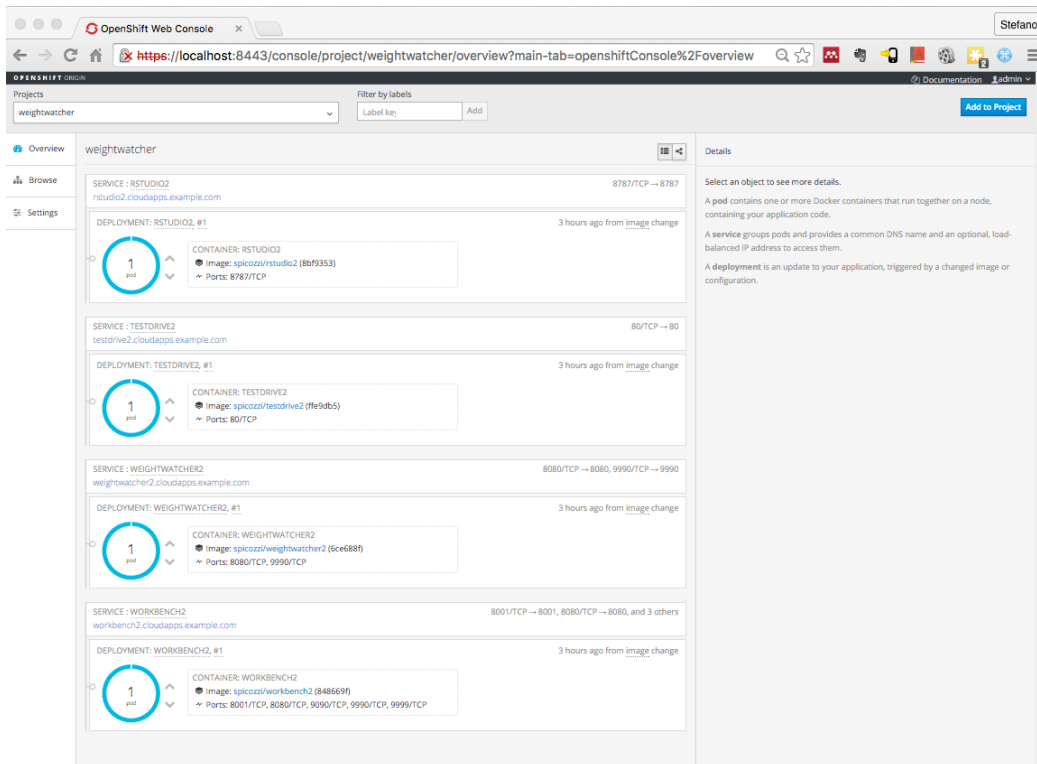 OpenShift Web Console
Stefano
https://localhost:8443/console/project/weightwatcher/overview?main-tab=openshiftConsole%2Foverview
2
OPENSHIFT ORIGIN
Documentation admin
Projects
Filter by labels
weightwatcher
Label key
Add
Add to Project
Overview
Browse
Settings
weightwatcher
SERVICE : RSTUDIO2
8787/TCP → 8787
rstudio2.cloudapps.example.com
DEPLOYMENT: RSTUDIO2, #1
3 hours ago from image change
1
pod
CONTAINER: RSTUDIO2
Image: spicozzi/rstudio2 (8bf9353)
Ports: 8787/TCP
SERVICE : TESTDRIVE2
80/TCP → 80
testdrive2.cloudapps.example.com
DEPLOYMENT: TESTDRIVE2, #1
3 hours ago from image change
1
pod
CONTAINER: TESTDRIVE2
Image: spicozzi/testdrive2 (ffe9db5)
Ports: 80/TCP
SERVICE : WEIGHTWATCHER2
8080/TCP → 8080, 9990/TCP → 9990
weightwatcher2.cloudapps.example.com
DEPLOYMENT: WEIGHTWATCHER2, #1
3 hours ago from image change
1
pod
CONTAINER: WEIGHTWATCHER2
Image: spicozzi/weightwatcher2 (6ce688f)
Ports: 8080/TCP, 9990/TCP
SERVICE : WORKBENCH2
8001/TCP → 8001, 8080/TCP → 8080, and 3 others
workbench2.cloudapps.example.com
DEPLOYMENT: WORKBENCH2, #1
3 hours ago from image change
1
pod
CONTAINER: WORKBENCH2
Image: spicozzi/workbench2 (848669f)
Ports: 8001/TCP, 8080/TCP, 9090/TCP, 9990/TCP, 9999/TCP
Details
Select an object to see more details.
A pod contains one or more Docker containers that run together on a node,
containing your application code.
A service groups pods and provides a common DNS name and an optional, load-
balanced IP address to access them.
A deployment is an update to your application, triggered by a changed image or
configuration.